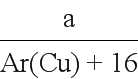 a
Ar(Cu) + 16